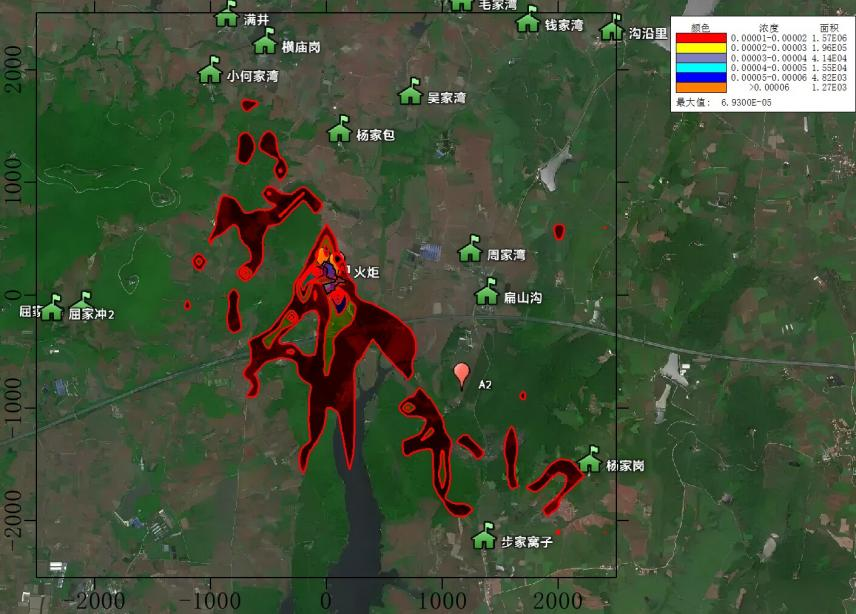 毛家湾
满井
钱家湾
沟沿里
横庙岗
小何家湾
吴家湾
杨家包
颜色 浓度 面积
0.00001-0.00002 1.57E06
0.00002-0.00003 1.96E05
0.00003-0.00004 4.14E04
0.00004-0.00005 1.55E04
0.00005-0.00006 4.82E03
>0.00006 1.27E03
最大值: 6.9300E-05
周家湾
火炬
扁山沟
屈家冲2
A2
杨家岗
步家窝子
2000
1000
0
-1000
-2000
-2000 -1000 0 1000 2000